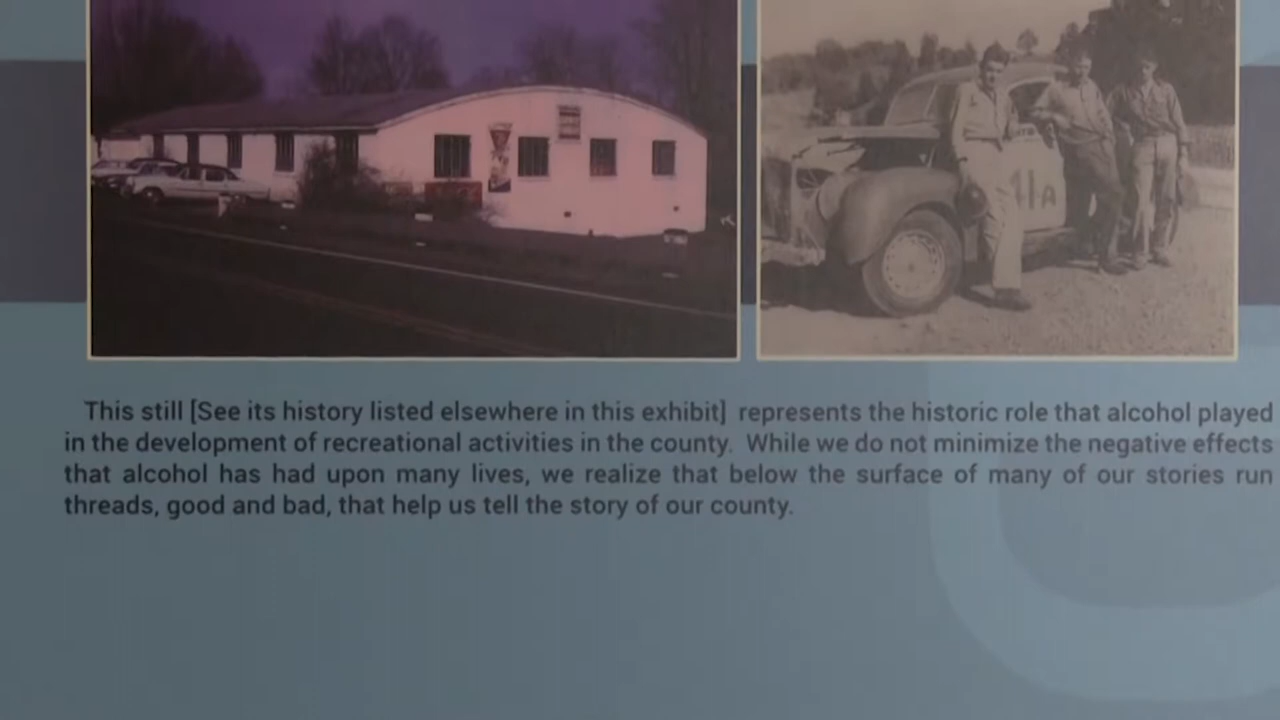 11A
This still [See its history listed elsewhere in this exhibit] represents the historic role that alcohol played
in the development of recreational activities in the county. While we do not minimize the negative effects
that alcohol has had upon many lives, we realize that below the surface of many of our stories run
threads, good and bad, that help us tell the story of our county.